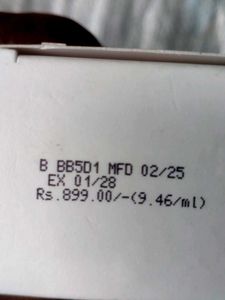 B BB5D1 MFD 02/25
EX 01/28
Rs.899.00/-(9.46/ml)